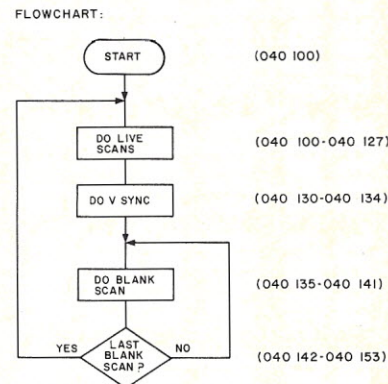 FLOWCHART:
START (040 100)
DO LIVE (040 100-040 127)
SCANS
DO V SYNC (040 130-040 134)
DO BLANK (040 135-040 141)
SCAN
YES LAST NO (040 142-040 153)
BLANK
SCAN?